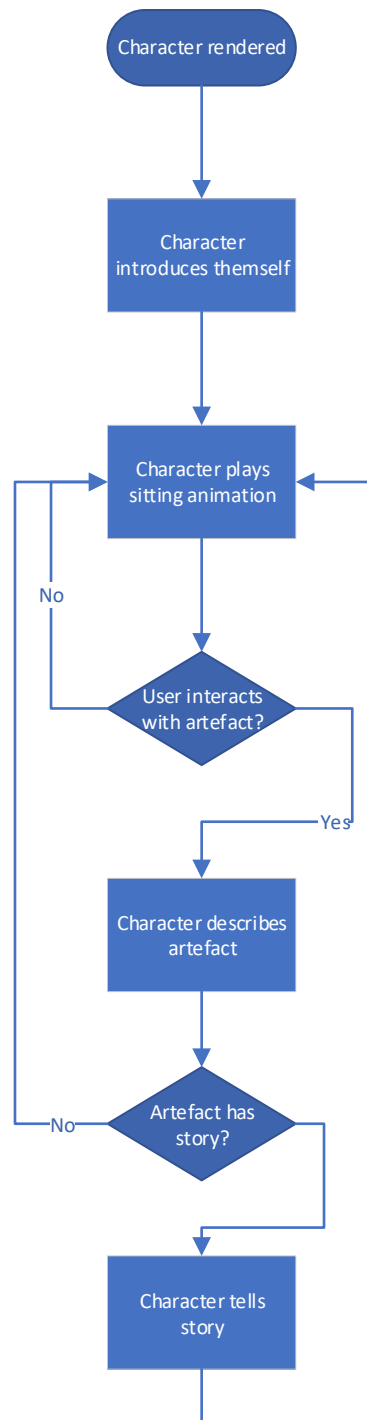 Character rendered
Character
introduces themself
Character plays
sitting animation
No
User interacts
with artefact?
Yes
Character describes
artefact
Artefact has
story?
No
Character tells
story